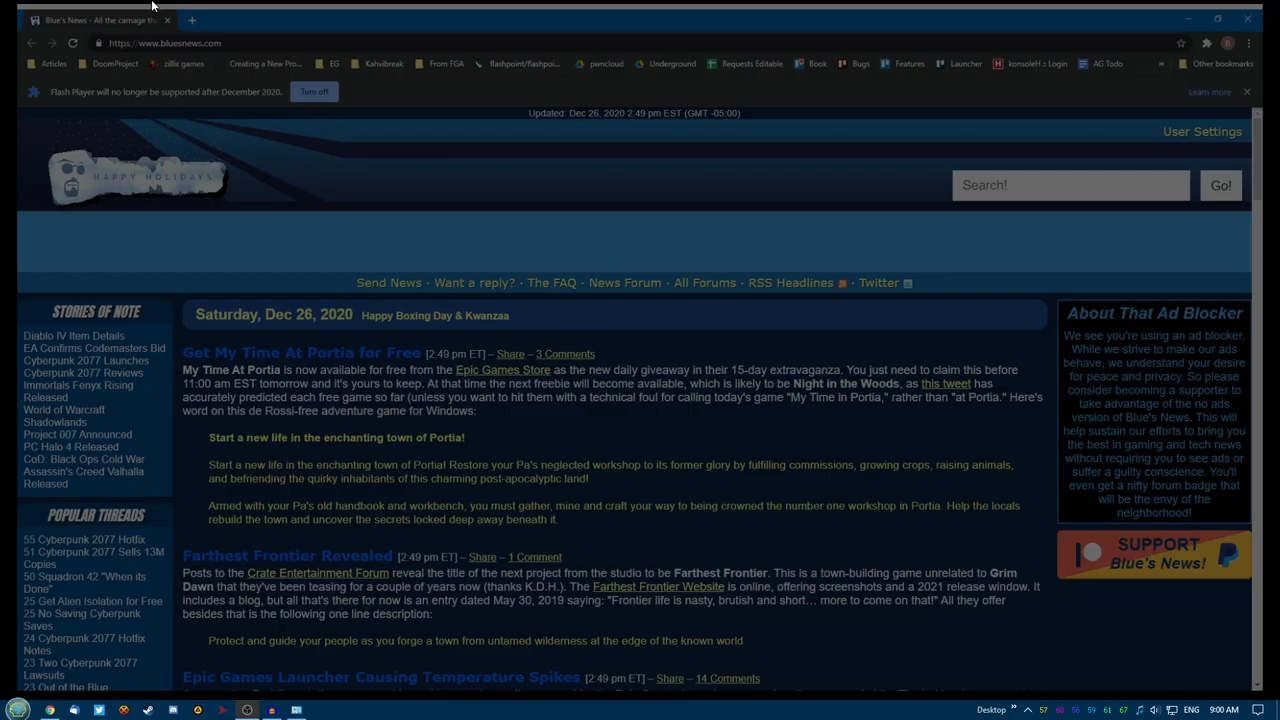 Blue's News - All the carnage tha
https://www.bluesnews.com
Articles DoomProject zillix games Creating a New Pro... EG Kahvibreak From FGA flashpoint/flashpoi... pwncloud Underground Requests Editable Book Bugs Features Launcher konsoleH :: Login AG Todo » Other bookmarks
Flash Player will no longer be supported after December 2020. Turn off Learn more
Updated: Dec 26, 2020 2:49 pm EST (GMT -05:00)
User Settings
HAPPY HOLIDAYS
Search! Go!
Send News · Want a reply? · The FAQ · News Forum · All Forums · RSS Headlines · Twitter
STORIES OF NOTE
Diablo IV Item Details
EA Confirms Codemasters Bid
Cyberpunk 2077 Launches
Cyberpunk 2077 Reviews
Immortals Fenyx Rising
Released
World of Warcraft
Shadowlands
Project 007 Announced
PC Halo 4 Released
CoD: Black Ops Cold War
Assassin's Creed Valhalla
Released
POPULAR THREADS
55 Cyberpunk 2077 Hotfix
51 Cyberpunk 2077 Sells 13M
Copies
50 Squadron 42 "When its
Done"
25 Get Alien Isolation for Free
25 No Saving Cyberpunk
Saves
24 Cyberpunk 2077 Hotfix
Notes
23 Two Cyberpunk 2077
Lawsuits
23 Out of the Blue
Saturday, Dec 26, 2020 Happy Boxing Day & Kwanzaa
Get My Time At Portia for Free [2:49 pm ET] – Share – 3 Comments
My Time At Portia is now available for free from the Epic Games Store as the new daily giveaway in their 15-day extravaganza. You just need to claim this before
11:00 am EST tomorrow and it's yours to keep. At that time the next freebie will become available, which is likely to be Night in the Woods, as this tweet has
accurately predicted each free game so far (unless you want to hit them with a technical foul for calling today's game "My Time in Portia," rather than "at Portia." Here's
word on this de Rossi-free adventure game for Windows:
Start a new life in the enchanting town of Portia!
Start a new life in the enchanting town of Portia! Restore your Pa's neglected workshop to its former glory by fulfilling commissions, growing crops, raising animals,
and befriending the quirky inhabitants of this charming post-apocalyptic land!
Armed with your Pa's old handbook and workbench, you must gather, mine and craft your way to being crowned the number one workshop in Portia. Help the locals
rebuild the town and uncover the secrets locked deep away beneath it.
Farthest Frontier Revealed [2:49 pm ET] – Share – 1 Comment
Posts to the Crate Entertainment Forum reveal the title of the next project from the studio to be Farthest Frontier. This is a town-building game unrelated to Grim
Dawn that they've been teasing for a couple of years now (thanks K.D.H.). The Farthest Frontier Website is online, offering screenshots and a 2021 release window. It
includes a blog, but all that's there for now is an entry dated May 30, 2019 saying: "Frontier life is nasty, brutish and short... more to come on that!" All they offer
besides that is the following one line description:
Protect and guide your people as you forge a town from untamed wilderness at the edge of the known world
Epic Games Launcher Causing Temperature Spikes [2:49 pm ET] – Share – 14 Comments
About That Ad Blocker
We see you're using an ad blocker.
While we strive to make our ads
behave, we understand your desire
for peace and privacy. So please
consider becoming a supporter to
take advantage of the no ads
version of Blue's News. This will
help sustain our efforts to bring you
the best in gaming and tech news
without requiring you to see ads or
suffer a guilty conscience. You'll
even get a nifty forum badge that
will be the envy of the
neighborhood!
SUPPORT
Blue's News!
Desktop » 57 60 56 59 61 67 ENG 9:00 AM